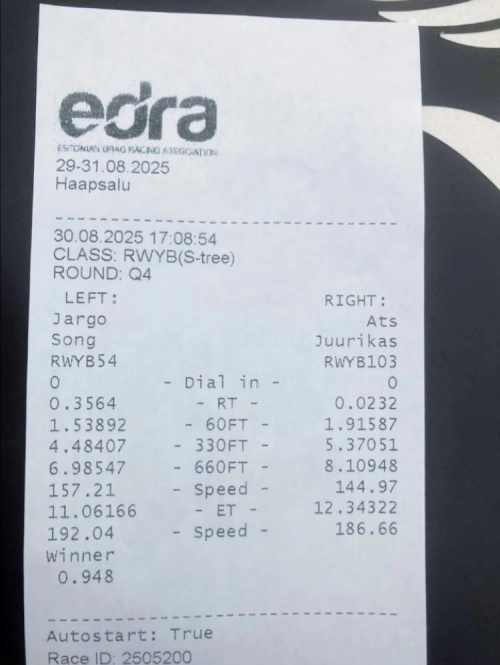 edra
ESTONIAN DRAG RACING ASSOCIATION
29-31.08.2025
Haapsalu
30.08.2025 17:08:54
CLASS: RWYB(S-tree)
ROUND: Q4
LEFT: RIGHT:
Jargo Ats
Song Juurikas
RWYB54 RWYB103
0 - Dial in - 0
0.3564 - RT - 0.0232
1.53892 - 60FT - 1.91587
4.48407 - 330FT - 5.37051
6.98547 - 660FT - 8.10948
157.21 - Speed - 144.97
11.06166 - ET - 12.34322
192.04 - Speed - 186.66
Winner
0.948
Autostart: True
Race ID: 2505200